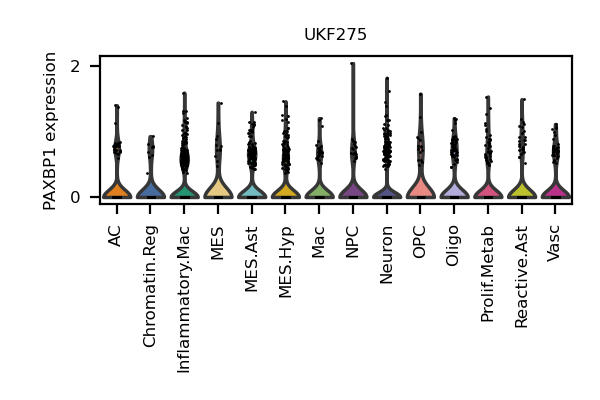 UKF275
PAXBP1 expression
2
0
AC
Chromatin.Reg
Inflammatory.Mac
MES
MES.Ast
MES.Hyp
Mac
NPC
Neuron
OPC
Oligo
Prolif.Metab
Reactive.Ast
Vasc